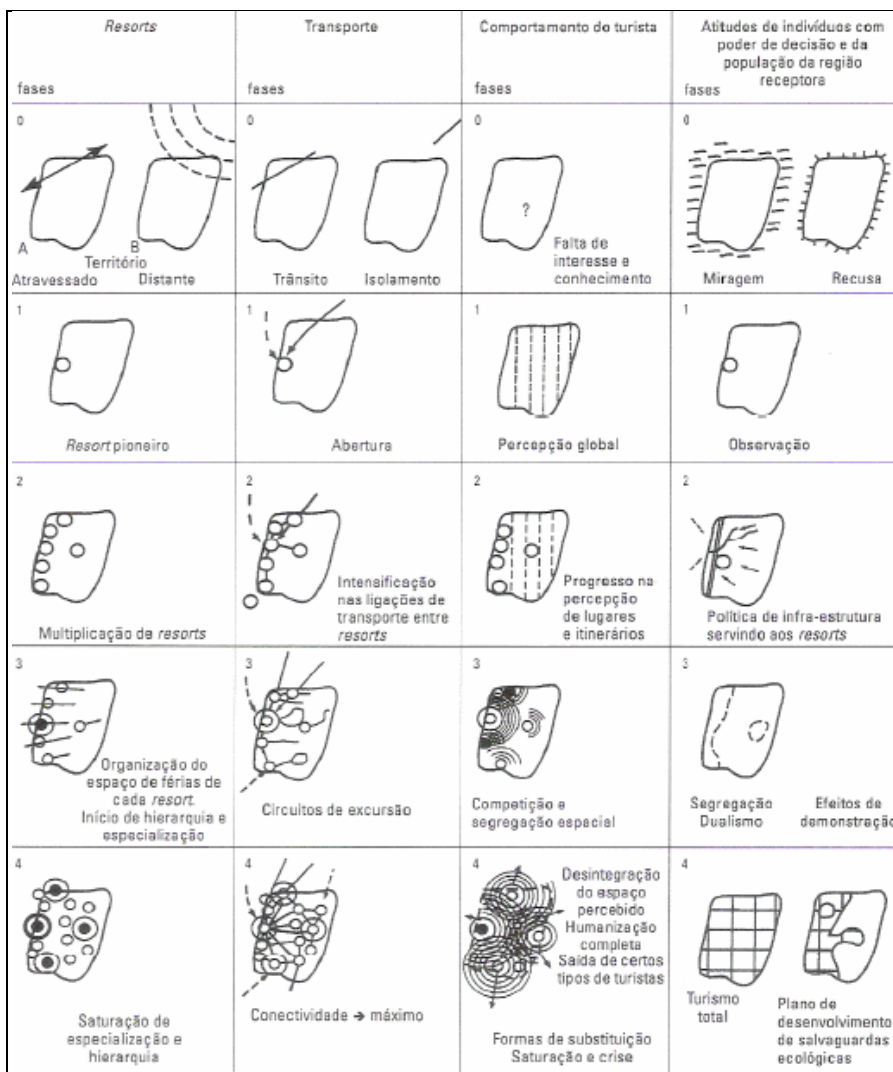 Resorts
fases
Transporte
fases
Comportamento do turista
fases
Atitudes de indivíduos com
poder de decisão e da
população da região
receptora
fases
0
A
B
Território
Atravessado
Distante
0
Trânsito
Isolamento
0
?
Falta de
interesse e
conhecimento
0
Miragem
Recusa
1
Resort pioneiro
1
Abertura
1
Percepção global
1
Observação
2
Multiplicação de resorts
2
Intensificação
nas ligações de
transporte entre
resorts
2
Progresso na
percepção
de lugares
e itinerários
2
Política de infra-estrutura
servindo aos resorts
3
Organização do
espaço de férias de
cada resort.
Início de hierarquia e
especialização
3
Circuitos de excursão
3
Competição e
segregação espacial
3
Segregação
Dualismo
Efeitos de
demonstração
4
Saturação de
especialização e
hierarquia
4
Conectividade → máximo
4
Desintegração
do espaço
percebido
Humanização
completa
Saída de certos
tipos de turistas
Formas de substituição
Saturação e crise
4
Turismo
total
Plano de
desenvolvimento
de salvaguardas
ecológicas